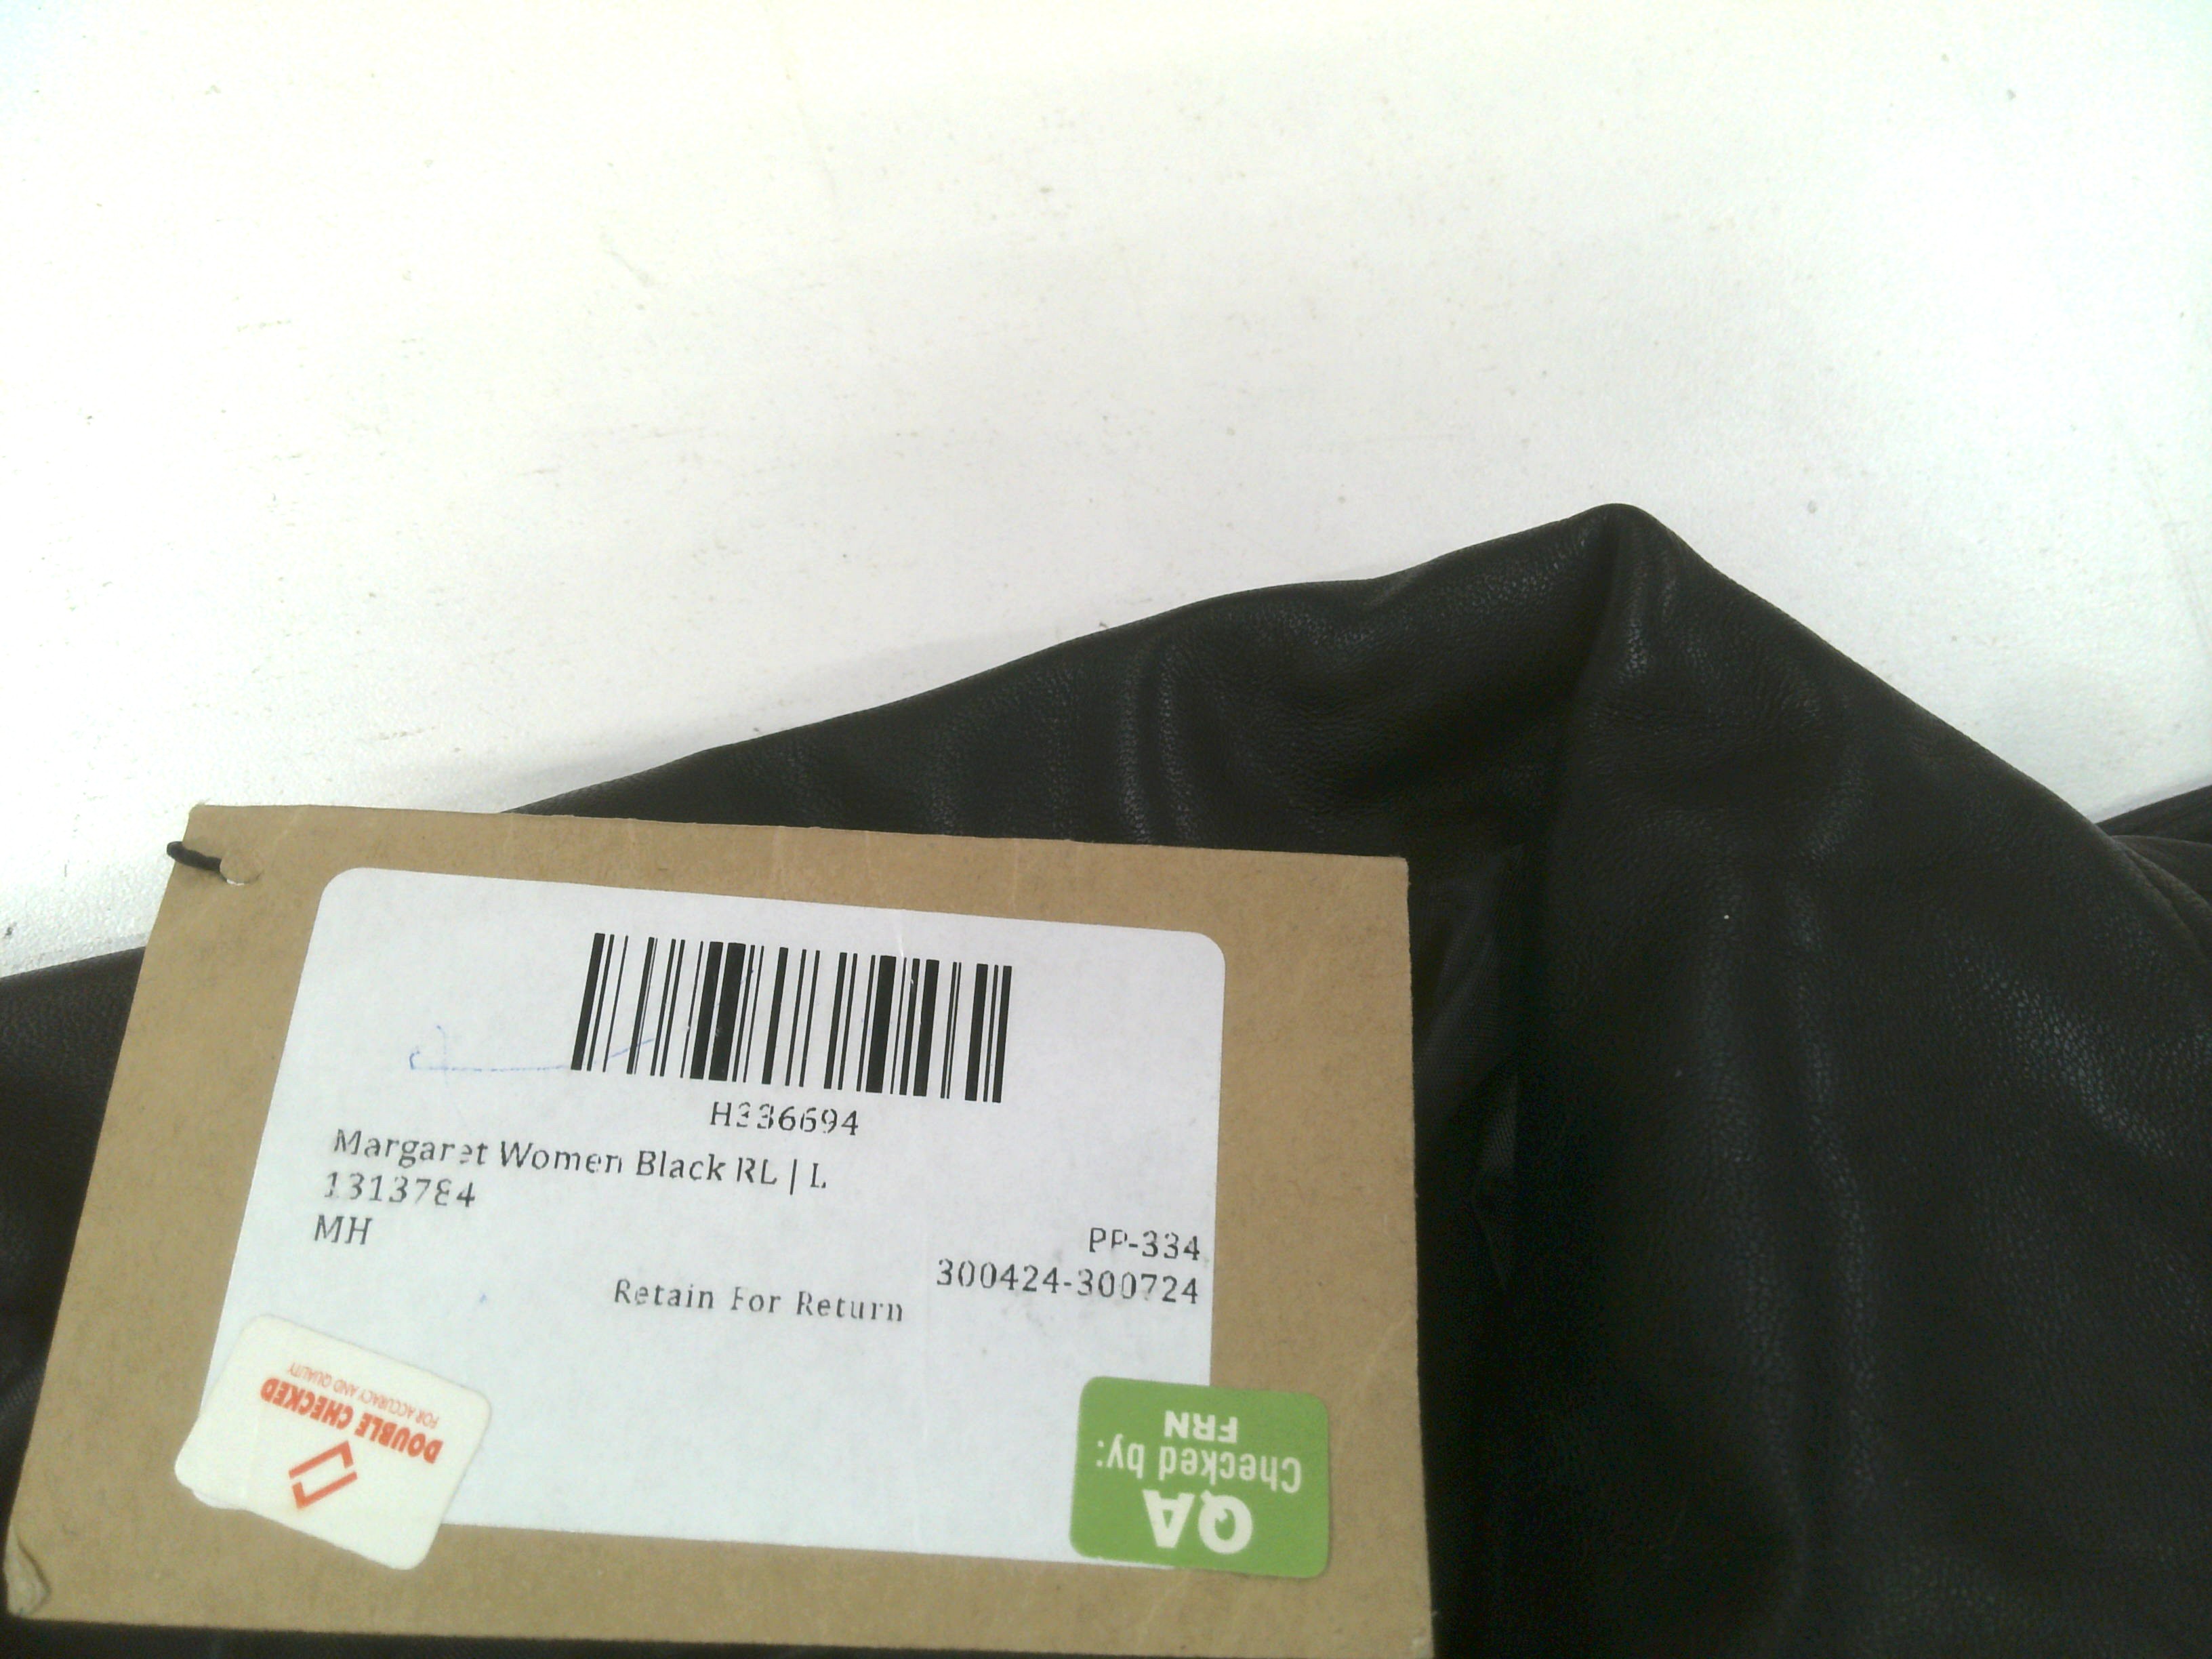 H336694
Margaret Women Black RL | L
1313784
MH
PP-334
300424-300724
Retain For Return
DOUBLE CHECKED
FOR ACCURACY AND QUALITY
QA
Checked by:
FRN